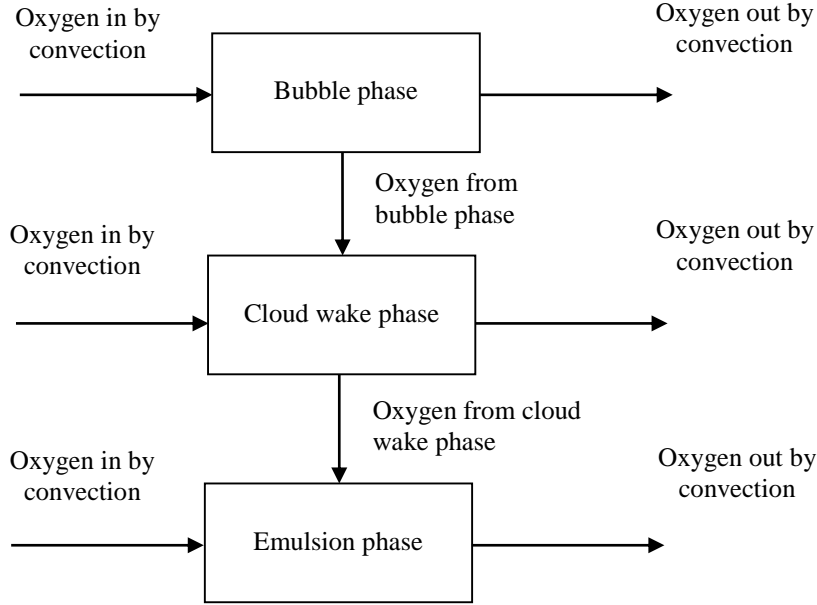 Oxygen in by
convection
Oxygen out by
convection
Bubble phase
Oxygen from
bubble phase
Oxygen in by
convection
Oxygen out by
convection
Cloud wake phase
Oxygen from cloud
wake phase
Oxygen in by
convection
Oxygen out by
convection
Emulsion phase